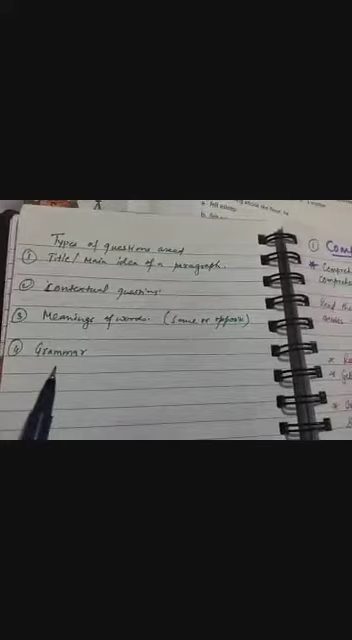 Types of questions asked
① Title/Main idea of a paragraph.
② Contextual questions
③ Meanings of words. (Same or opposite)
④ Grammar
①